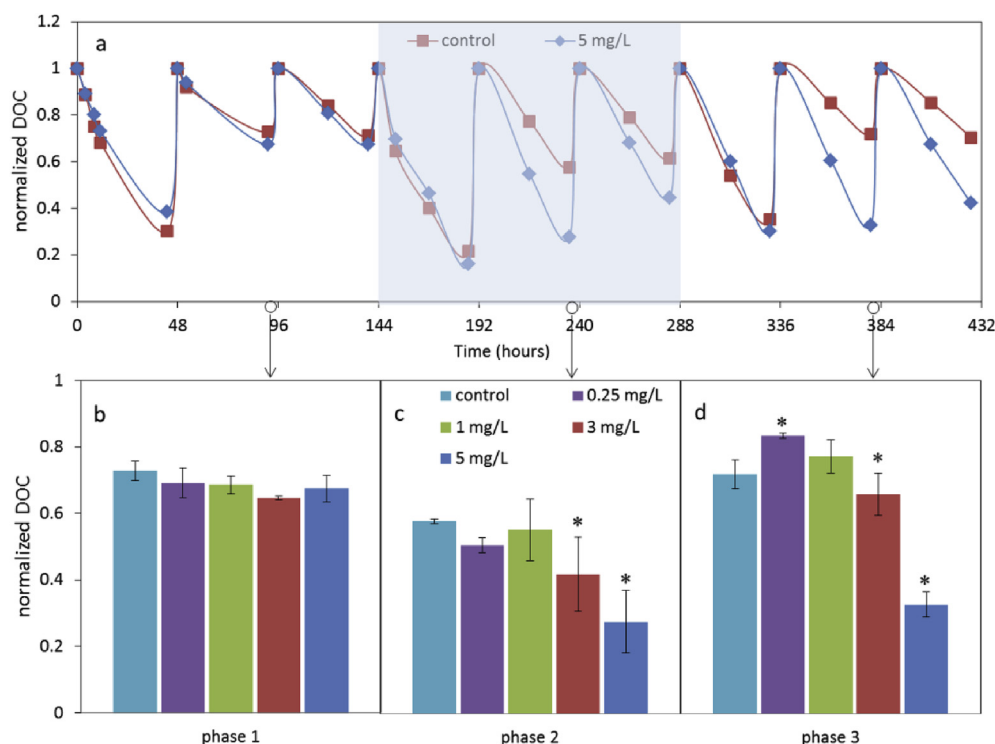 1.2
1
0.8
0.6
0.4
0.2
0
normalized DOC
a
control 5 mg/L
0 48 96 144 192 240 288 336 384 432
Time (hours)
1
0.8
0.6
0.4
0.2
0
normalized DOC
b
c
d
control 0.25 mg/L
1 mg/L 3 mg/L
5 mg/L
* *
* * *
phase 1 phase 2 phase 3